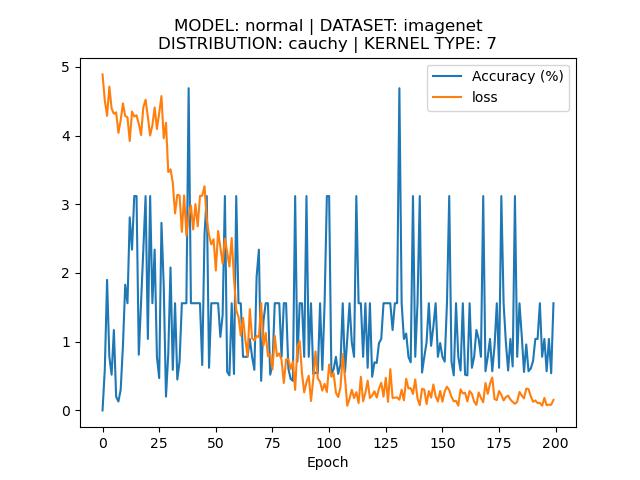 MODEL: normal | DATASET: imagenet
DISTRIBUTION: cauchy | KERNEL TYPE: 7
Accuracy (%)
loss
5
4
3
2
1
0
0 25 50 75 100 125 150 175 200
Epoch